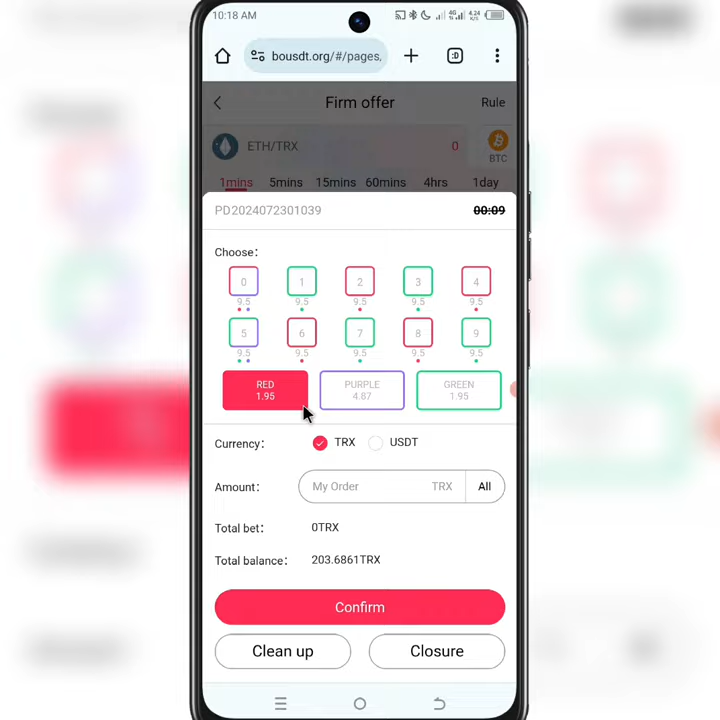 10:18 AM
4G 4.24 K/S
bousdt.org/#/pages,
:D
Firm offer
Rule
ETH/TRX
0
BTC
1mins 5mins 15mins 60mins 4hrs 1day
PD2024072301039
00:09
Choose:
0 1 2 3 4
9.5 9.5 9.5 9.5 9.5
5 6 7 8 9
9.5 9.5 9.5 9.5 9.5
RED PURPLE GREEN
1.95 4.87 1.95
Currency: TRX USDT
Amount: My Order TRX All
Total bet: 0TRX
Total balance: 203.6861TRX
Confirm
Clean up Closure